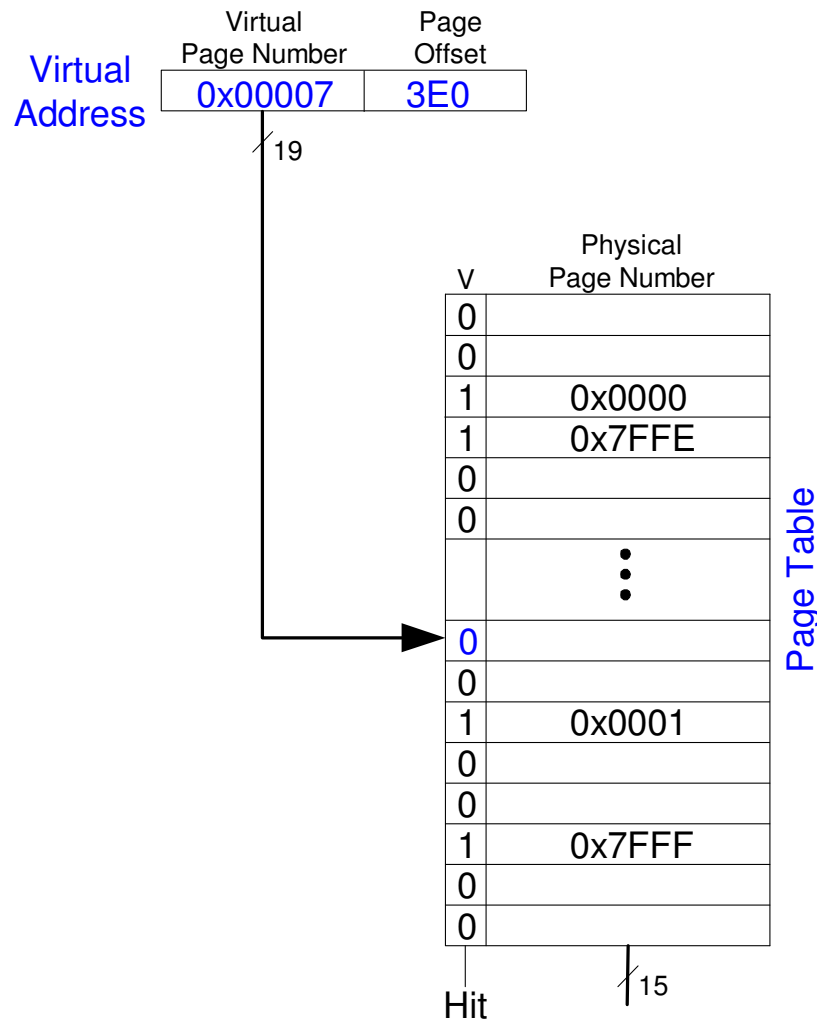 Virtual Page Number
Page Offset
Virtual Address
0x00007 3E0
19
Physical
V Page Number
0
0
1 0x0000
1 0x7FFE
0
0
0
0
1 0x0001
0
0
1 0x7FFF
0
0
Page Table
15
Hit